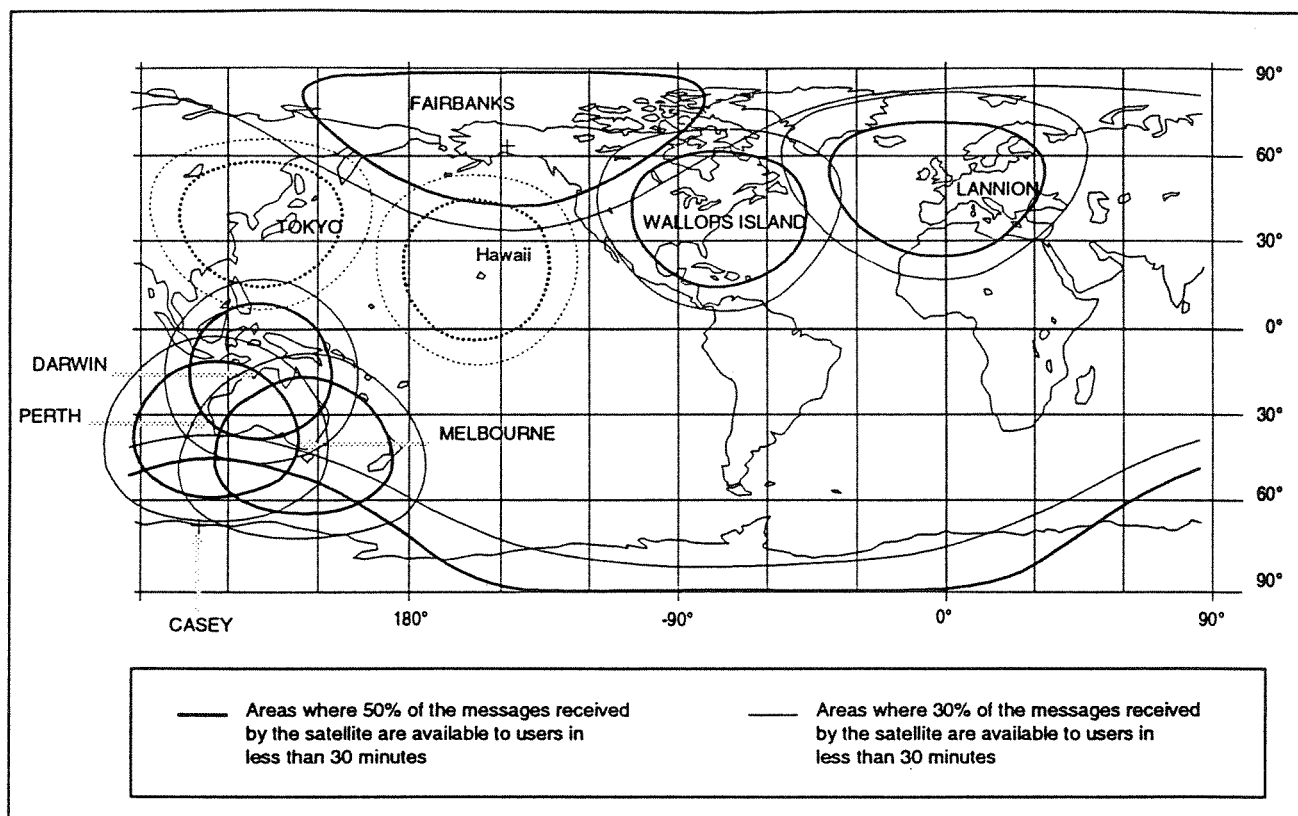 90°
FAIRBANKS
60°
LANNION
TOKYO
WALLOPS ISLAND
30°
Hawaii
0°
DARWIN
PERTH
30°
MELBOURNE
60°
90°
CASEY
180°
-90°
0°
90°
Areas where 50% of the messages received
by the satellite are available to users in
less than 30 minutes
Areas where 30% of the messages received
by the satellite are available to users in
less than 30 minutes